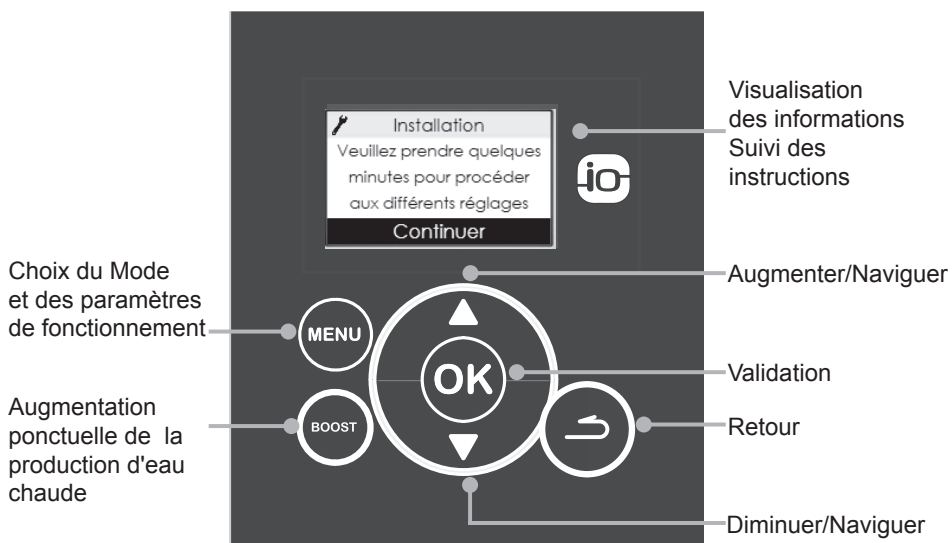 Installation
Veuillez prendre quelques
minutes pour procéder
aux différents réglages
Continuer
io
Visualisation
des informations
Suivi des
instructions
Augmenter/Naviguer
Choix du Mode
et des paramètres
de fonctionnement
MENU
OK
Validation
Augmentation
ponctuelle de la
production d'eau
chaude
BOOST
Retour
Diminuer/Naviguer